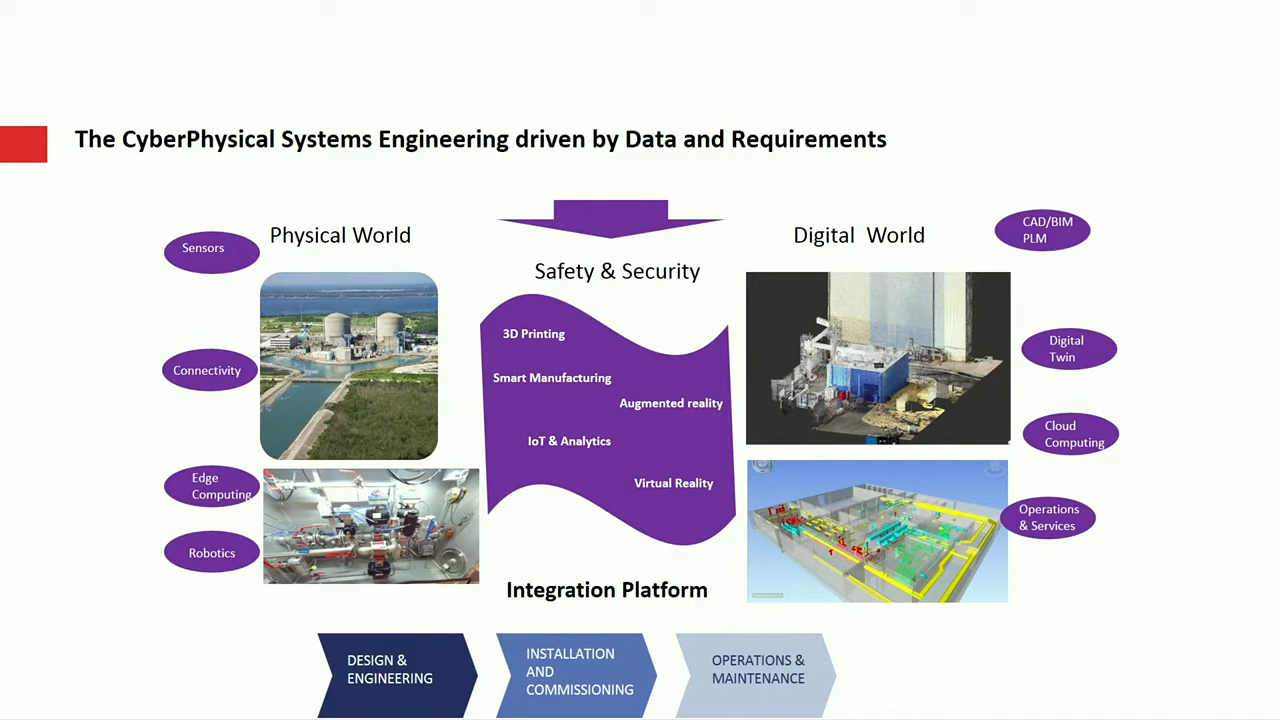 The CyberPhysical Systems Engineering driven by Data and Requirements
Physical World
Digital World
Safety & Security
Sensors
Connectivity
Edge
Computing
Robotics
3D Printing
Smart Manufacturing
Augmented reality
IoT & Analytics
Virtual Reality
CAD/BIM
PLM
Digital
Twin
Cloud
Computing
Operations
& Services
Integration Platform
DESIGN &
ENGINEERING
INSTALLATION
AND
COMMISSIONING
OPERATIONS &
MAINTENANCE